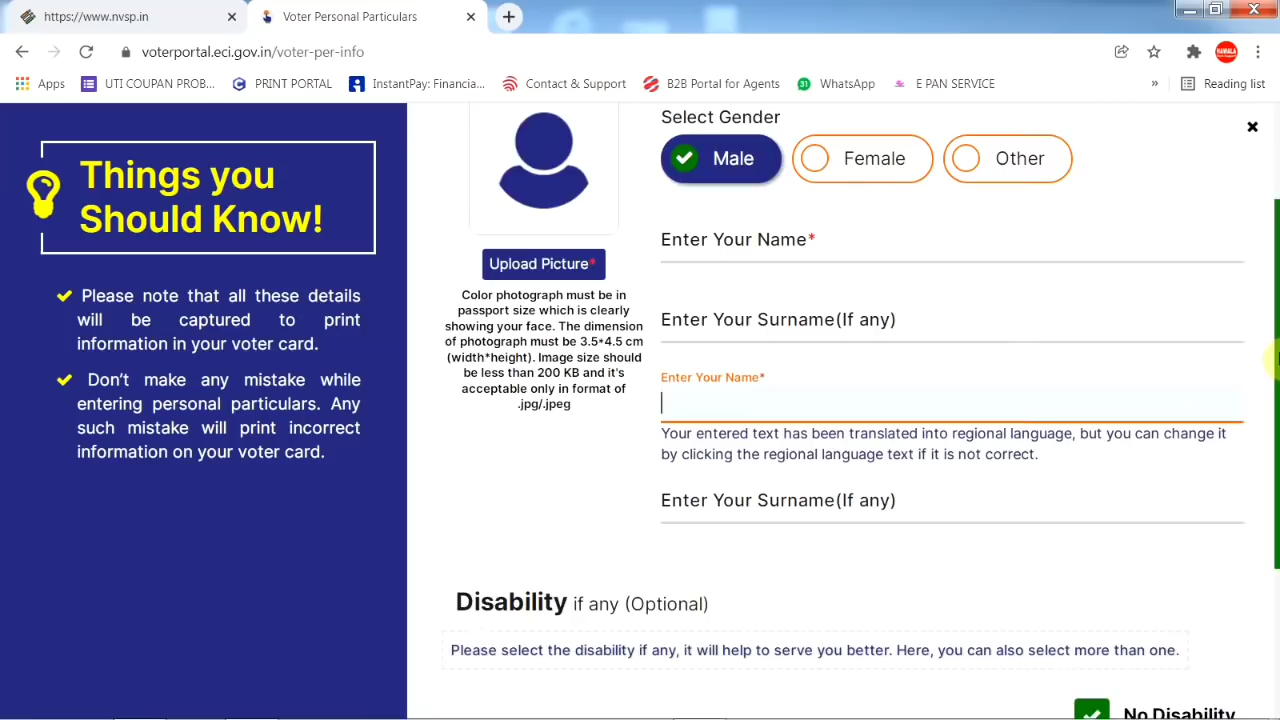 https://www.nvsp.in
Voter Personal Particulars
voterportal.eci.gov.in/voter-per-info
Apps
UTI COUPAN PROB...
PRINT PORTAL
InstantPay: Financia...
Contact & Support
B2B Portal for Agents
31
WhatsApp
E PAN SERVICE
»
Reading list
Things you
Should Know!
Please note that all these details
will be captured to print
information in your voter card.
Don't make any mistake while
entering personal particulars. Any
such mistake will print incorrect
information on your voter card.
Upload Picture*
Color photograph must be in
passport size which is clearly
showing your face. The dimension
of photograph must be 3.5*4.5 cm
(width*height). Image size should
be less than 200 KB and it's
acceptable only in format of
.jpg/.jpeg
Select Gender
Male
Female
Other
Enter Your Name*
Enter Your Surname(If any)
Enter Your Name*
Your entered text has been translated into regional language, but you can change it
by clicking the regional language text if it is not correct.
Enter Your Surname(If any)
Disability if any (Optional)
Please select the disability if any, it will help to serve you better. Here, you can also select more than one.
No Disability